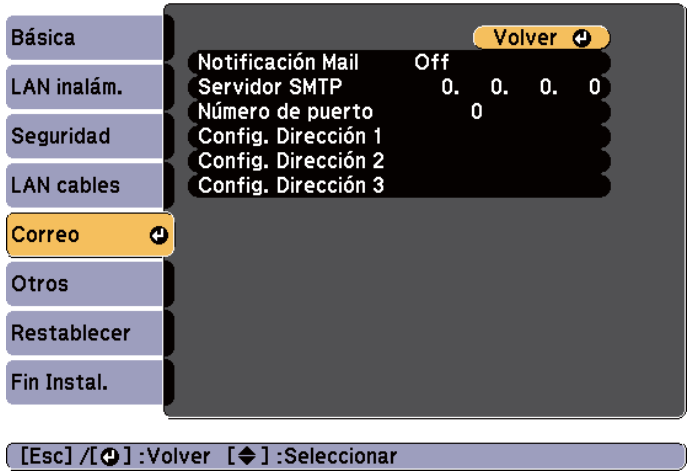 Básica
LAN inalám.
Seguridad
LAN cables
Correo
Otros
Restablecer
Fin Instal.
Volver
Notificación Mail Off
Servidor SMTP 0. 0. 0. 0
Número de puerto 0
Config. Dirección 1
Config. Dirección 2
Config. Dirección 3
[Esc] /[⏎] :Volver [◆] :Seleccionar